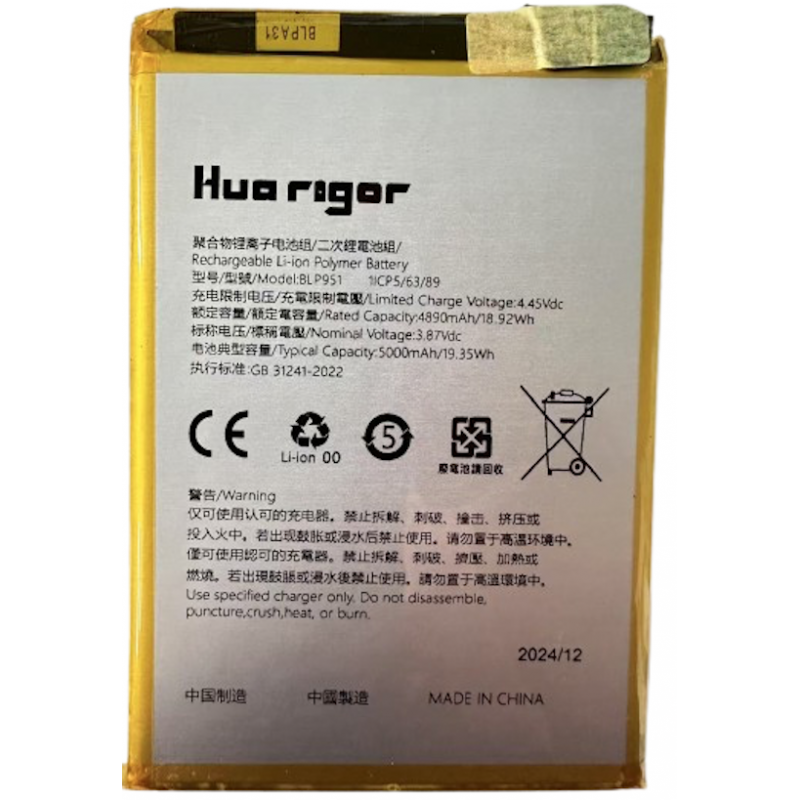 BLPA31
Hua rigor
聚合物锂离子电池组/二次鋰電池組/
Rechargeable Li-ion Polymer Battery
型号/型號/Model:BLP951 1ICP5/63/89
充电限制电压/充電限制電壓/Limited Charge Voltage:4.45Vdc
额定容量/額定電容量/Rated Capacity:4890mAh/18.92Wh
标称电压/標稱電壓/Nominal Voltage:3.87Vdc
电池典型容量/Typical Capacity:5000mAh/19.35Wh
执行标准:GB 31241-2022
CE
5
Li-ion 00
廢電池請回收
警告/Warning
仅可使用认可的充电器。禁止拆解、刺破、撞击、挤压或
投入火中。若出现鼓胀或浸水后禁止使用。请勿置于高温环境中。
僅可使用認可的充電器。禁止拆解、刺破、擠壓、加熱或
燃燒。若出現鼓脹或浸水後禁止使用。請勿置于高溫環境中。
Use specified charger only. Do not disassemble,
puncture,crush,heat, or burn.
2024/12
中国制造 中國製造 MADE IN CHINA